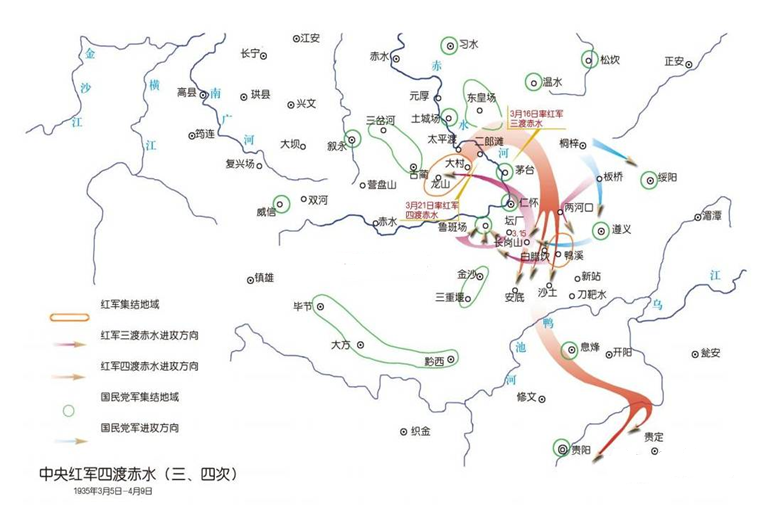 江安
长宁
赤水
赤
习水
松坎
正安
金
沙
江
横
江
高县
南
广
河
珙县
兴文
元厚
温水
东皇场
土城场
水
3月16日率红军
三渡赤水
三岔河
筠连
大坝
叙永
太平渡
二郎滩
河
桐梓
复兴场
古蔺
大村
茅台
板桥
绥阳
营盘山
龙山
威信
双河
3月21日率红军
四渡赤水
仁怀
两河口
赤水
鲁班场
坛厂
3.15
遵义
湄潭
长岗山
白腊坎
鸭溪
镇雄
金沙
新站
江
三重堰
安底
沙土
刀靶水
乌
毕节
红军集结地域
鸭
池
河
红军三渡赤水进攻方向
大方
黔西
息烽
开阳
瓮安
红军四渡赤水进攻方向
国民党军集结地域
修文
国民党军进攻方向
织金
贵阳
贵定
中央红军四渡赤水（三、四次）
1935年3月5日-4月9日